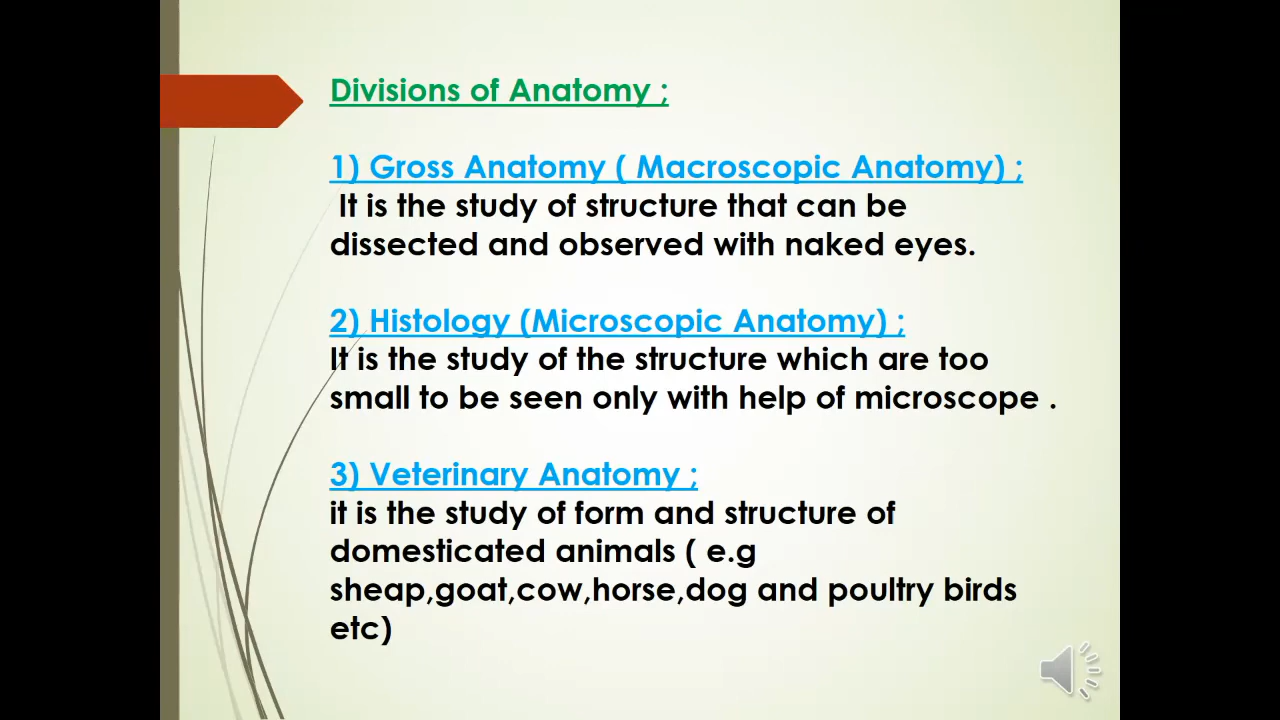 Divisions of Anatomy ;
1) Gross Anatomy ( Macroscopic Anatomy) ;
It is the study of structure that can be
dissected and observed with naked eyes.
2) Histology (Microscopic Anatomy) ;
It is the study of the structure which are too
small to be seen only with help of microscope .
3) Veterinary Anatomy ;
it is the study of form and structure of
domesticated animals ( e.g
sheap,goat,cow,horse,dog and poultry birds
etc)